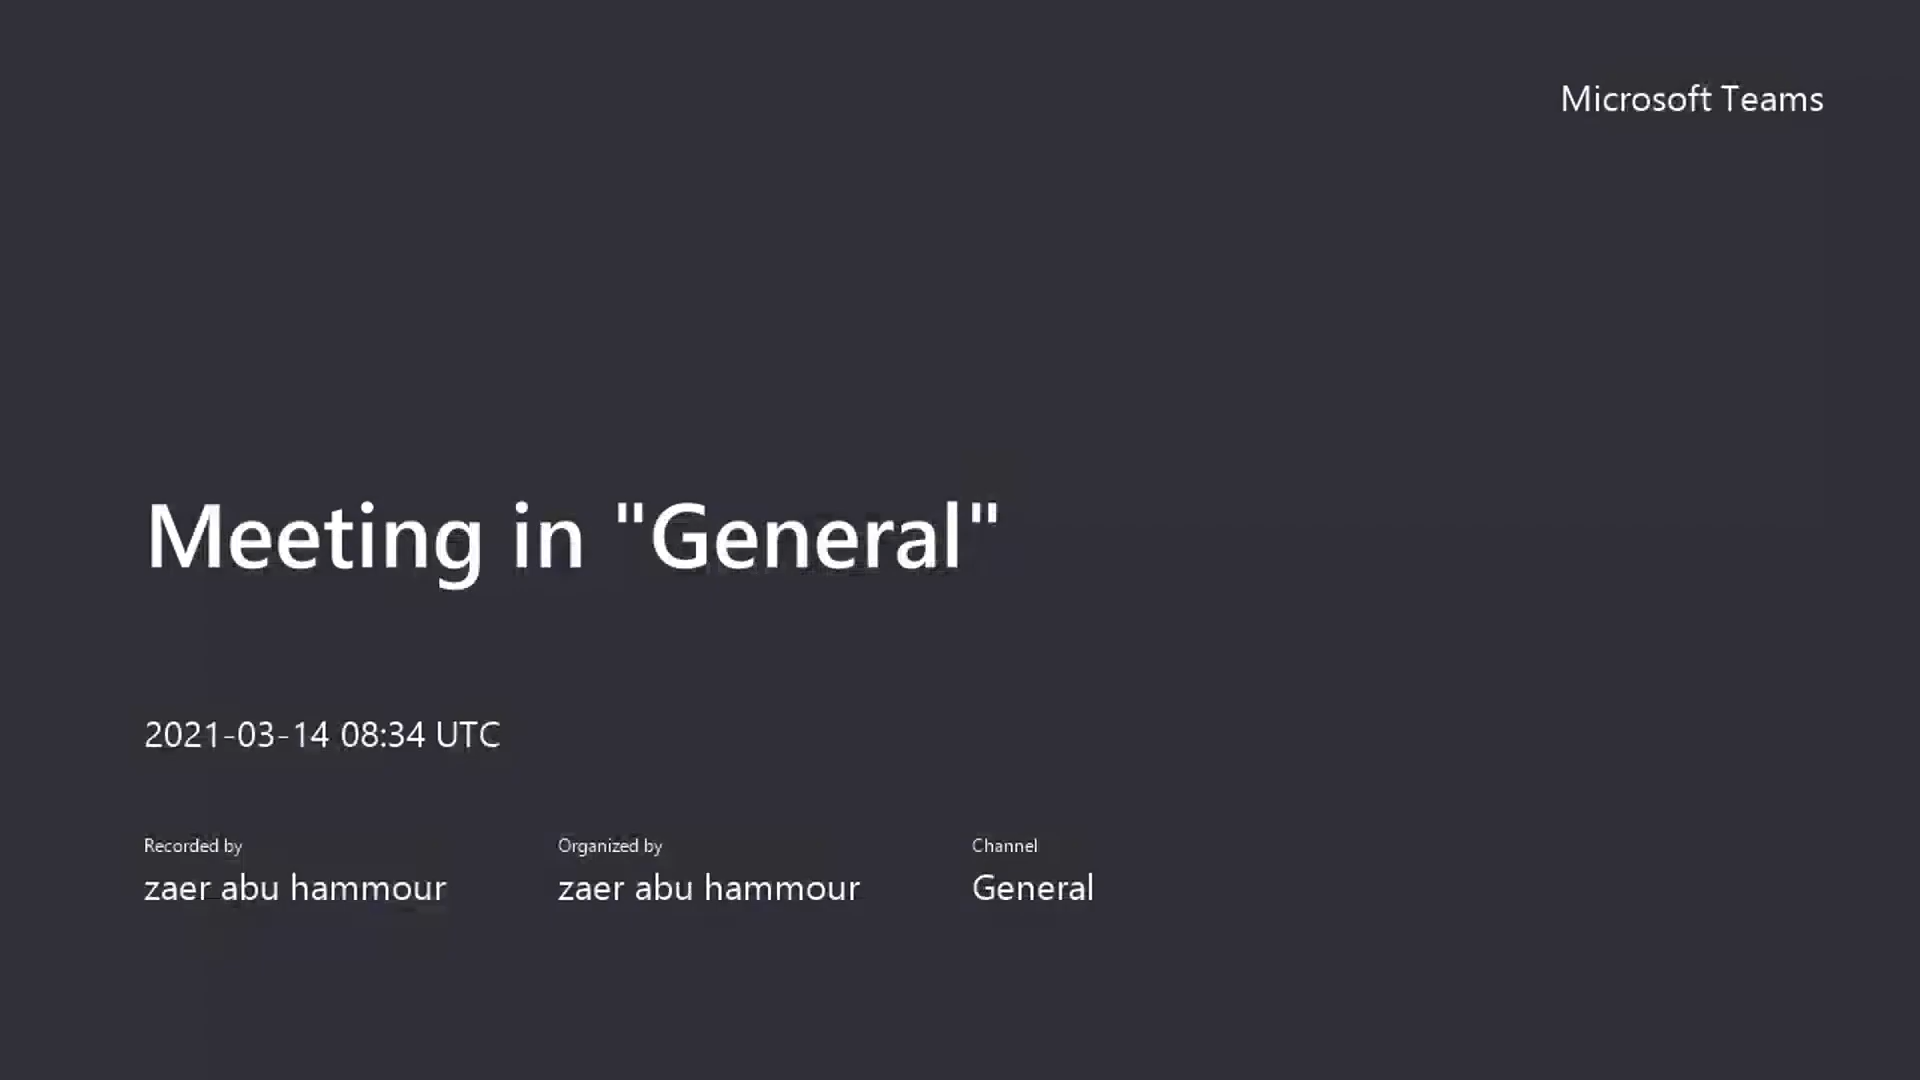 Microsoft Teams
Meeting in "General"
2021-03-14 08:34 UTC
Recorded by
zaer abu hammour
Organized by
zaer abu hammour
Channel
General